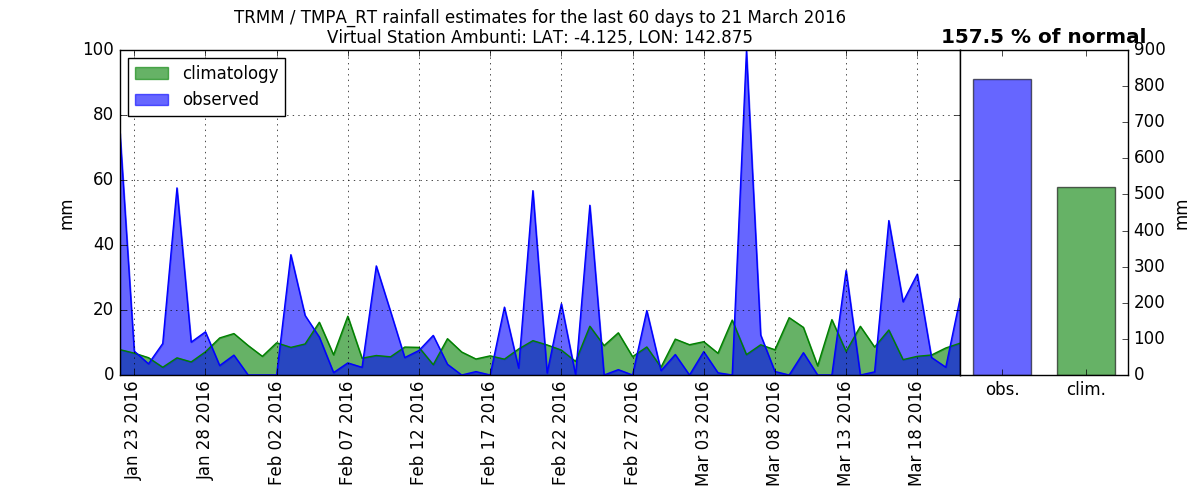 TRMM / TMPA_RT rainfall estimates for the last 60 days to 21 March 2016
Virtual Station Ambunti: LAT: -4.125, LON: 142.875
157.5 % of normal
climatology
observed
mm
100
80
60
40
20
0
Jan 23 2016
Jan 28 2016
Feb 02 2016
Feb 07 2016
Feb 12 2016
Feb 17 2016
Feb 22 2016
Feb 27 2016
Mar 03 2016
Mar 08 2016
Mar 13 2016
Mar 18 2016
900
800
700
600
500
400
300
200
100
0
mm
obs.
clim.